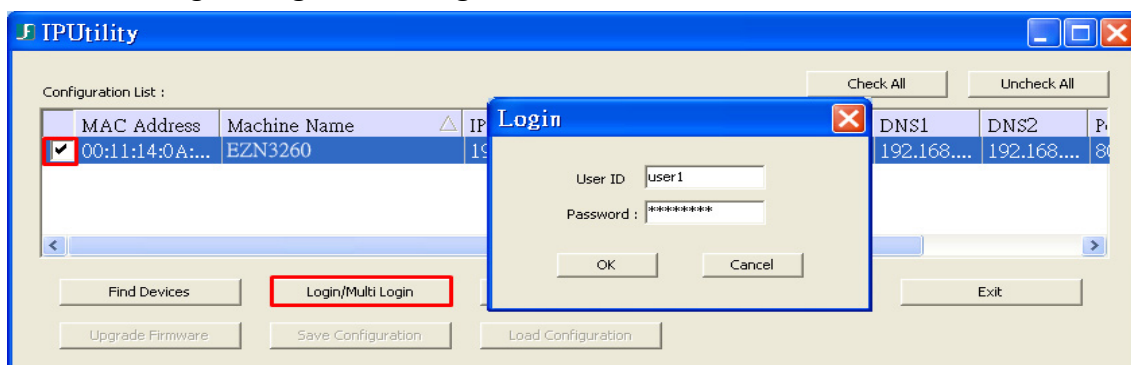 IPUtility
Check All Uncheck All
Configuration List :
MAC Address Machine Name IP DNS1 DNS2
00:11:14:0A:... EZN3260 19 192.168.... 192.168.... 80
Login
User ID user1
Password : ********
OK Cancel
Find Devices Login/Multi Login Exit
Upgrade Firmware Save Configuration Load Configuration